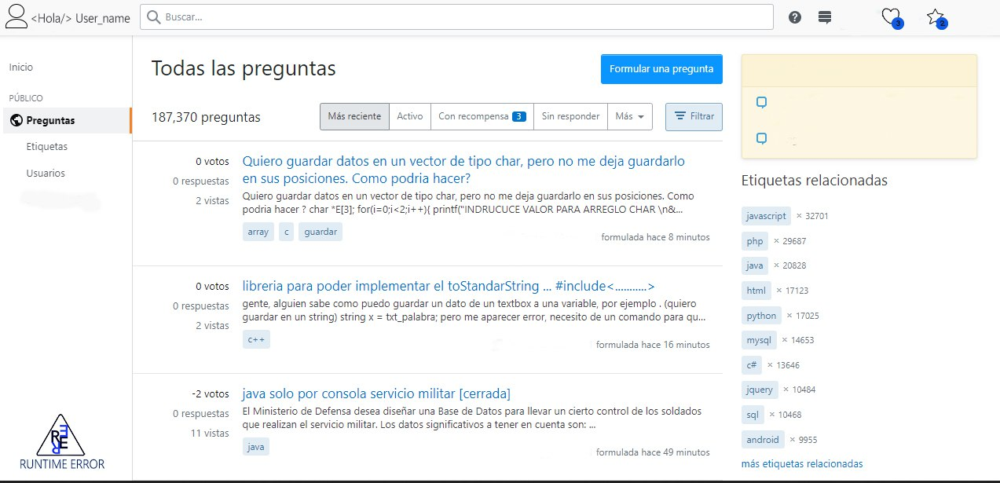 <Hola/> User_name
Buscar...
3
2
Inicio
PÚBLICO
Preguntas
Etiquetas
Usuarios
RUNTIME ERROR
Todas las preguntas
Formular una pregunta
187,370 preguntas
Más reciente
Activo
Con recompensa 3
Sin responder
Más
Filtrar
0 votos
0 respuestas
2 vistas
Quiero guardar datos en un vector de tipo char, pero no me deja guardarlo
en sus posiciones. Como podria hacer?
Quiero guardar datos en un vector de tipo char, pero no me deja guardarlo en sus posiciones. Como
podria hacer ? char *E[3]; for(i=0;i<2;i++){ printf("INDRUCUCE VALOR PARA ARREGLO CHAR \n&...
array c guardar
formulada hace 8 minutos
0 votos
0 respuestas
2 vistas
libreria para poder implementar el toStandarString ... #include<...........>
gente, alguien sabe como puedo guardar un dato de un textbox a una variable, por ejemplo . (quiero
guardar en un string) string x = txt_palabra; pero me aparecer error, necesito de un comando para qu...
c++
formulada hace 16 minutos
-2 votos
0 respuestas
11 vistas
java solo por consola servicio militar [cerrada]
El Ministerio de Defensa desea diseñar una Base de Datos para llevar un cierto control de los soldados
que realizan el servicio militar. Los datos significativos a tener en cuenta son: ...
java
formulada hace 49 minutos
Etiquetas relacionadas
javascript × 32701
php × 29687
java × 20828
html × 17123
python × 17025
mysql × 14653
c# × 13646
jquery × 10484
sql × 10468
android × 9955
más etiquetas relacionadas